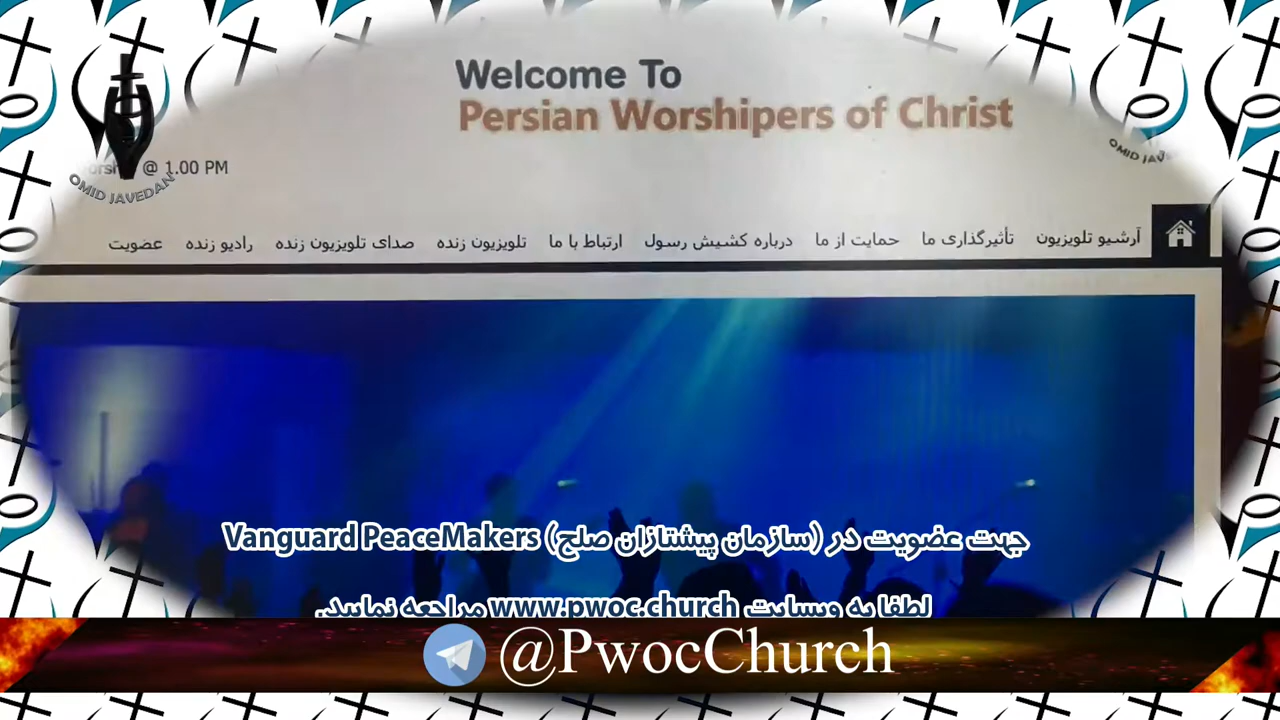 Welcome To
Persian Worshipers of Christ
@ 1.00 PM
OMID JAVEDAN
آرشیو تلویزیون تأثیرگذاری ما حمایت از ما درباره کشیش رسول ارتباط با ما تلویزیون زنده صدای تلویزیون زنده رادیو زنده عضویت
جهت عضویت در (سازمان پیشتازان صلح) Vanguard PeaceMakers
لطفا به وبسایت www.pwoc.church مراجعه نمایید.
@PwocChurch